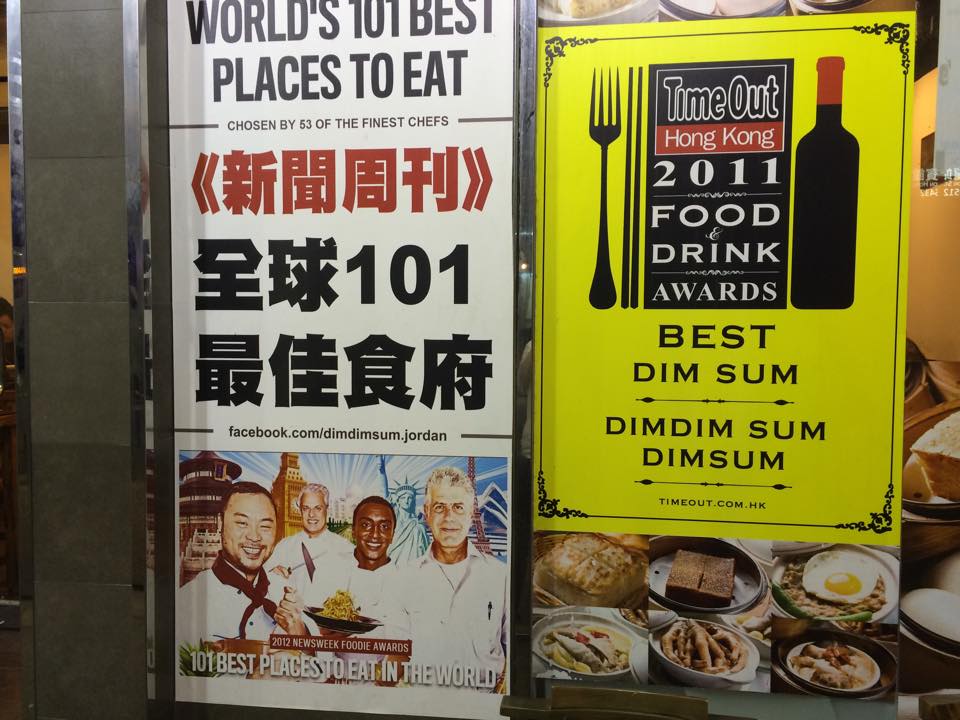 WORLD'S 101 BEST
PLACES TO EAT
CHOSEN BY 53 OF THE FINEST CHEFS
《新聞周刊》
全球101
最佳食府
facebook.com/dimdimsum.jordan
2012 NEWSWEEK FOODIE AWARDS
101 BEST PLACES TO EAT IN THE WORLD
Time Out
Hong Kong
2011
FOOD
&
DRINK
AWARDS
BEST
DIM SUM
DIMDIM SUM
DIMSUM
TIMEOUT.COM.HK